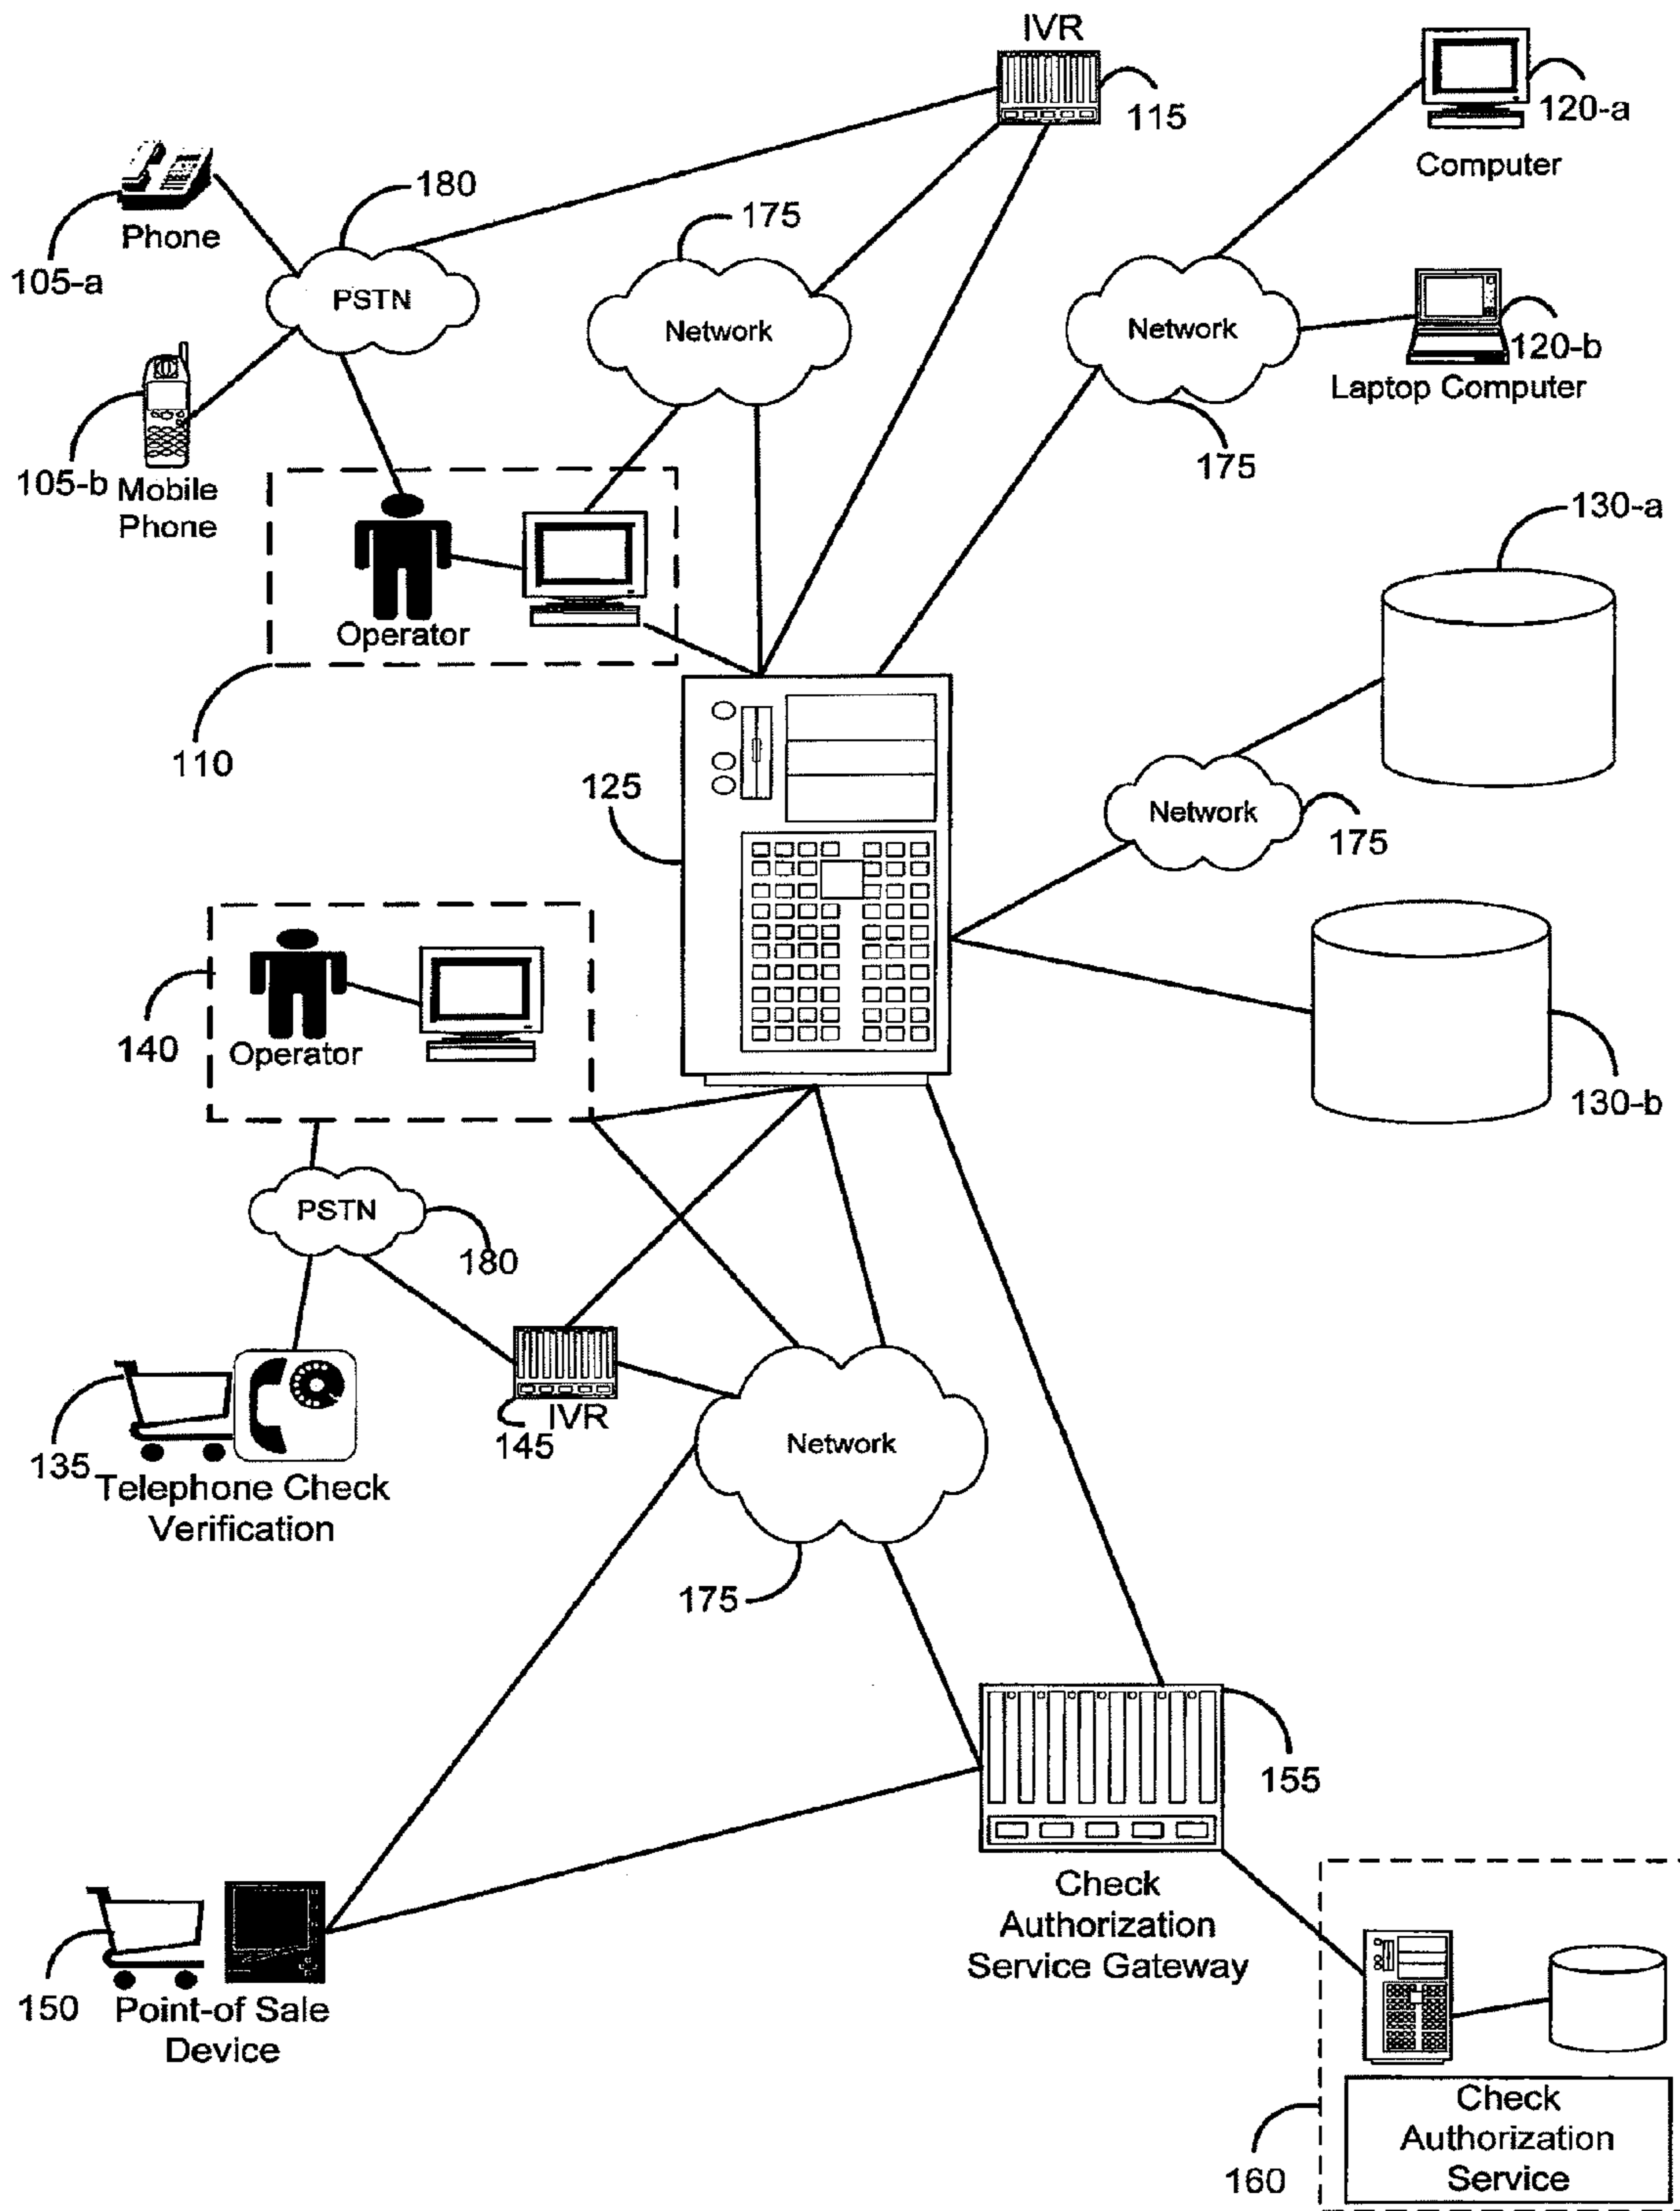 IVR
115
120-a
Computer
180
175
Phone
105-a
PSTN
Network
Network
120-b
Laptop Computer
105-b
Mobile
Phone
175
130-a
Operator
110
125
Network
175
140
Operator
130-b
PSTN
180
135
145
IVR
Network
Telephone Check
Verification
175
155
Check
Authorization
Service Gateway
150
Point-of Sale
Device
160
Check
Authorization
Service